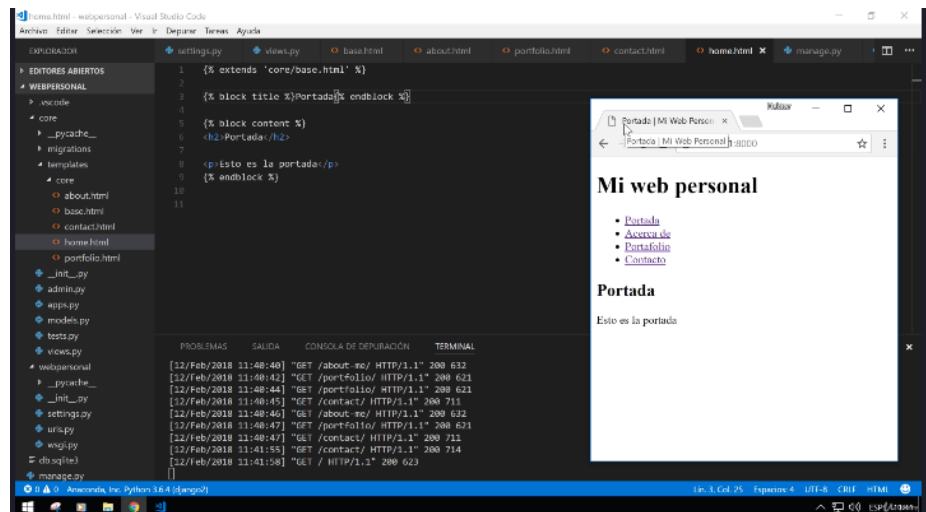 home.html - webpersonal - Visual Studio Code
Archivo Editar Selección Ver Ir Depurar Tareas Ayuda
EXPLORADOR
settings.py views.py base.html about.html portfolio.html contact.html home.html manage.py
EDITORES ABIERTOS
WEBPERSONAL
.vscode
core
__pycache__
migrations
templates
core
about.html
base.html
contact.html
home.html
portfolio.html
__init__.py
admin.py
apps.py
models.py
tests.py
views.py
webpersonal
__pycache__
__init__.py
settings.py
urls.py
wsgi.py
db.sqlite3
manage.py
1 {% extends 'core/base.html' %}
2
3 {% block title %}Portada{% endblock %}
4
5 {% block content %}
6 <h2>Portada</h2>
7
8 <p>Esto es la portada</p>
9 {% endblock %}
10
11
Portada | Mi Web Person
Portada | Mi Web Personal :8000
Mi web personal
Portada
Acerca de
Portafolio
Contacto
Portada
Esto es la portada
PROBLEMAS SALIDA CONSOLA DE DEPURACIÓN TERMINAL
[12/Feb/2018 11:40:40] "GET /about-me/ HTTP/1.1" 200 632
[12/Feb/2018 11:40:42] "GET /portfolio/ HTTP/1.1" 200 621
[12/Feb/2018 11:40:44] "GET /portfolio/ HTTP/1.1" 200 621
[12/Feb/2018 11:40:45] "GET /contact/ HTTP/1.1" 200 711
[12/Feb/2018 11:40:46] "GET /about-me/ HTTP/1.1" 200 632
[12/Feb/2018 11:40:47] "GET /portfolio/ HTTP/1.1" 200 621
[12/Feb/2018 11:40:47] "GET /contact/ HTTP/1.1" 200 711
[12/Feb/2018 11:41:55] "GET /contact/ HTTP/1.1" 200 714
[12/Feb/2018 11:41:58] "GET / HTTP/1.1" 200 623
0 0 Anaconda, Inc. Python 3.6.4 (django2) Lín. 3, Col. 25 Espacios: 4 UTF-8 CRLF HTML
ESP